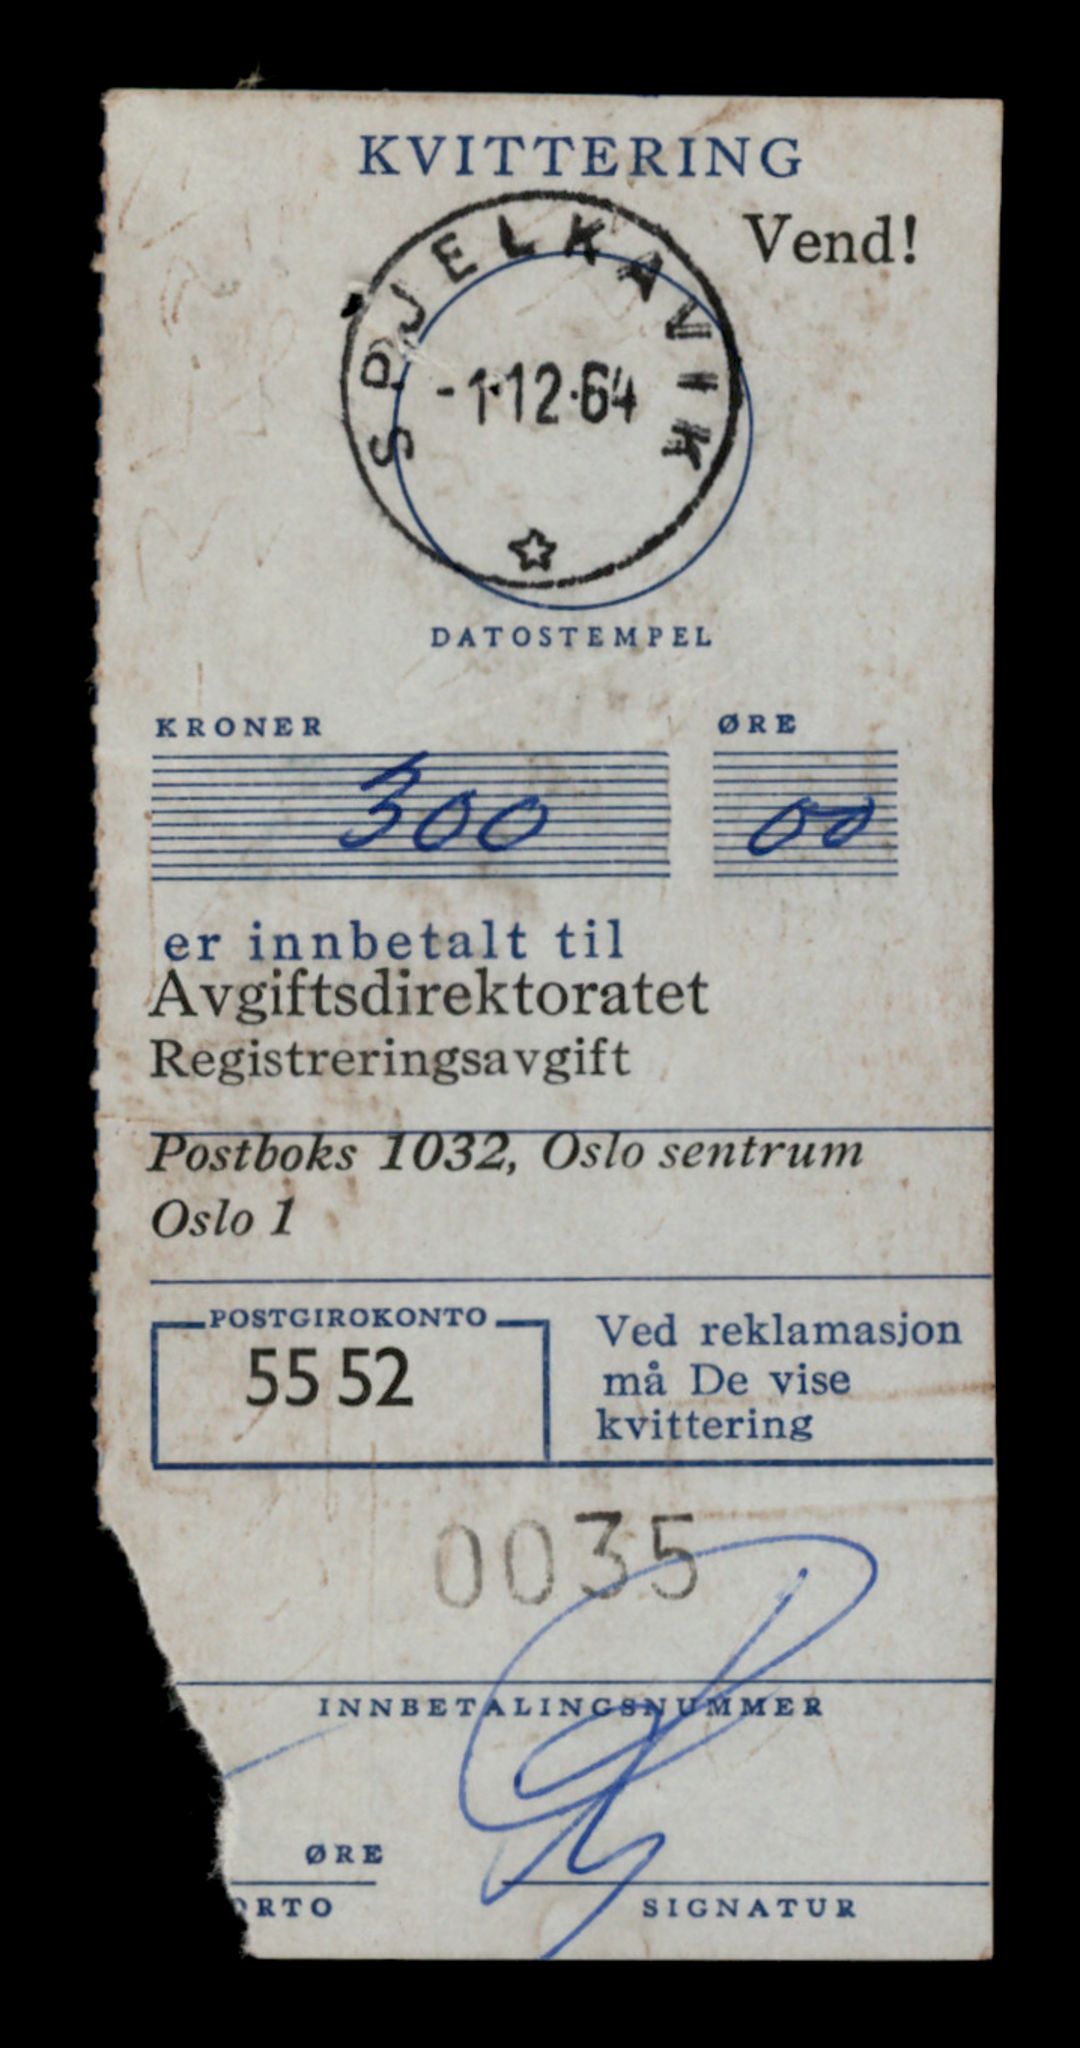 KVITTERING
Vend!
SPJELKAVIK
-1·12·64
DATOSTEMPEL
KRONER ØRE
300 00
er innbetalt til
Avgiftsdirektoratet
Registreringsavgift
Postboks 1032, Oslo sentrum
Oslo 1
POSTGIROKONTO
55 52
Ved reklamasjon
må De vise
kvittering
0035
INNBETALINGSNUMMER
ØRE
ORTO
SIGNATUR